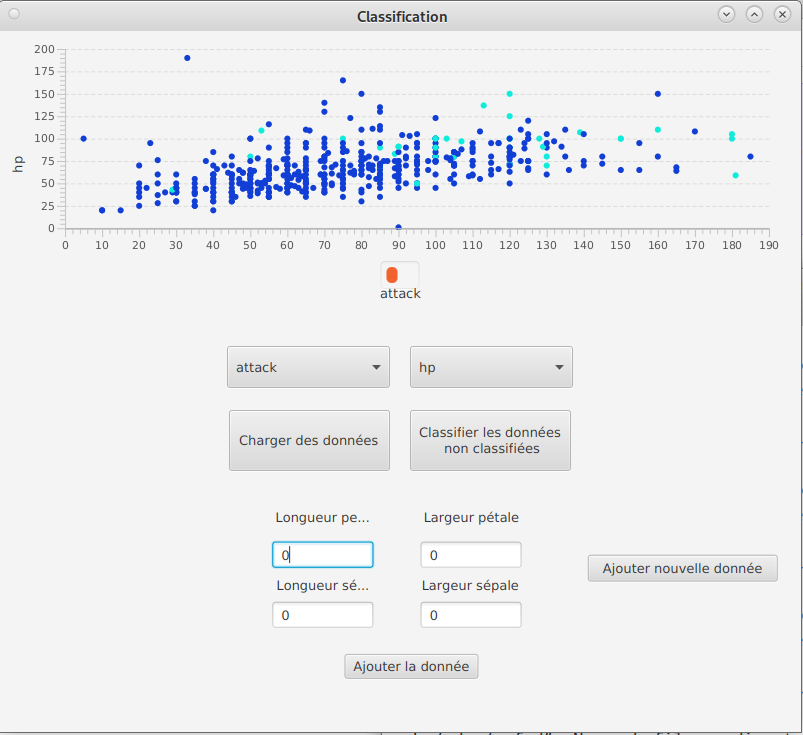 Classification
200
175
150
125
100
75
50
25
0
hp
0 10 20 30 40 50 60 70 80 90 100 110 120 130 140 150 160 170 180 190
attack
attack
hp
Charger des données
Classifier les données
non classifiées
Longueur pe...
Largeur pétale
0
0
Ajouter nouvelle donnée
Longueur sé...
Largeur sépale
0
0
Ajouter la donnée